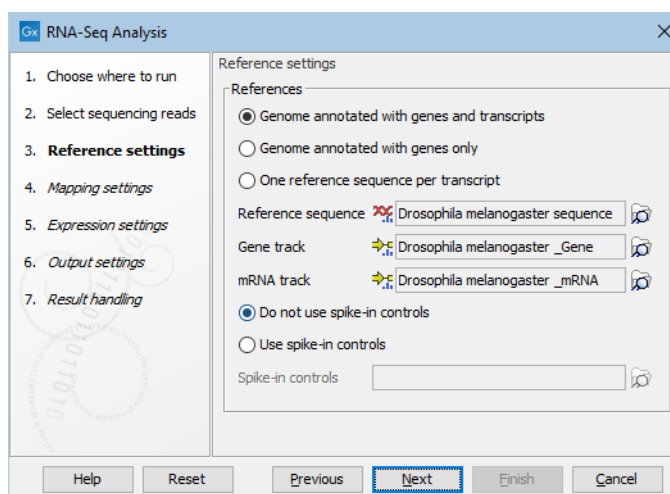 Gx RNA-Seq Analysis
1. Choose where to run
2. Select sequencing reads
3. Reference settings
4. Mapping settings
5. Expression settings
6. Output settings
7. Result handling
Reference settings
References
Genome annotated with genes and transcripts
Genome annotated with genes only
One reference sequence per transcript
Reference sequence Drosophila melanogaster sequence
Gene track Drosophila melanogaster _Gene
mRNA track Drosophila melanogaster _mRNA
Do not use spike-in controls
Use spike-in controls
Spike-in controls
Help Reset Previous Next Finish Cancel